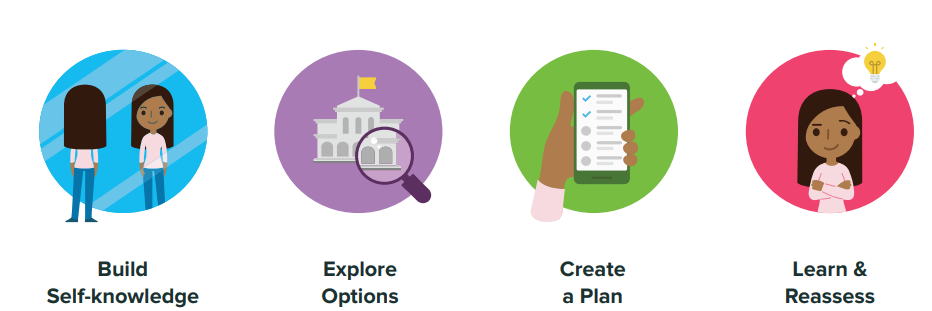 Build
Self-knowledge
Explore
Options
Create
a Plan
Learn &
Reassess